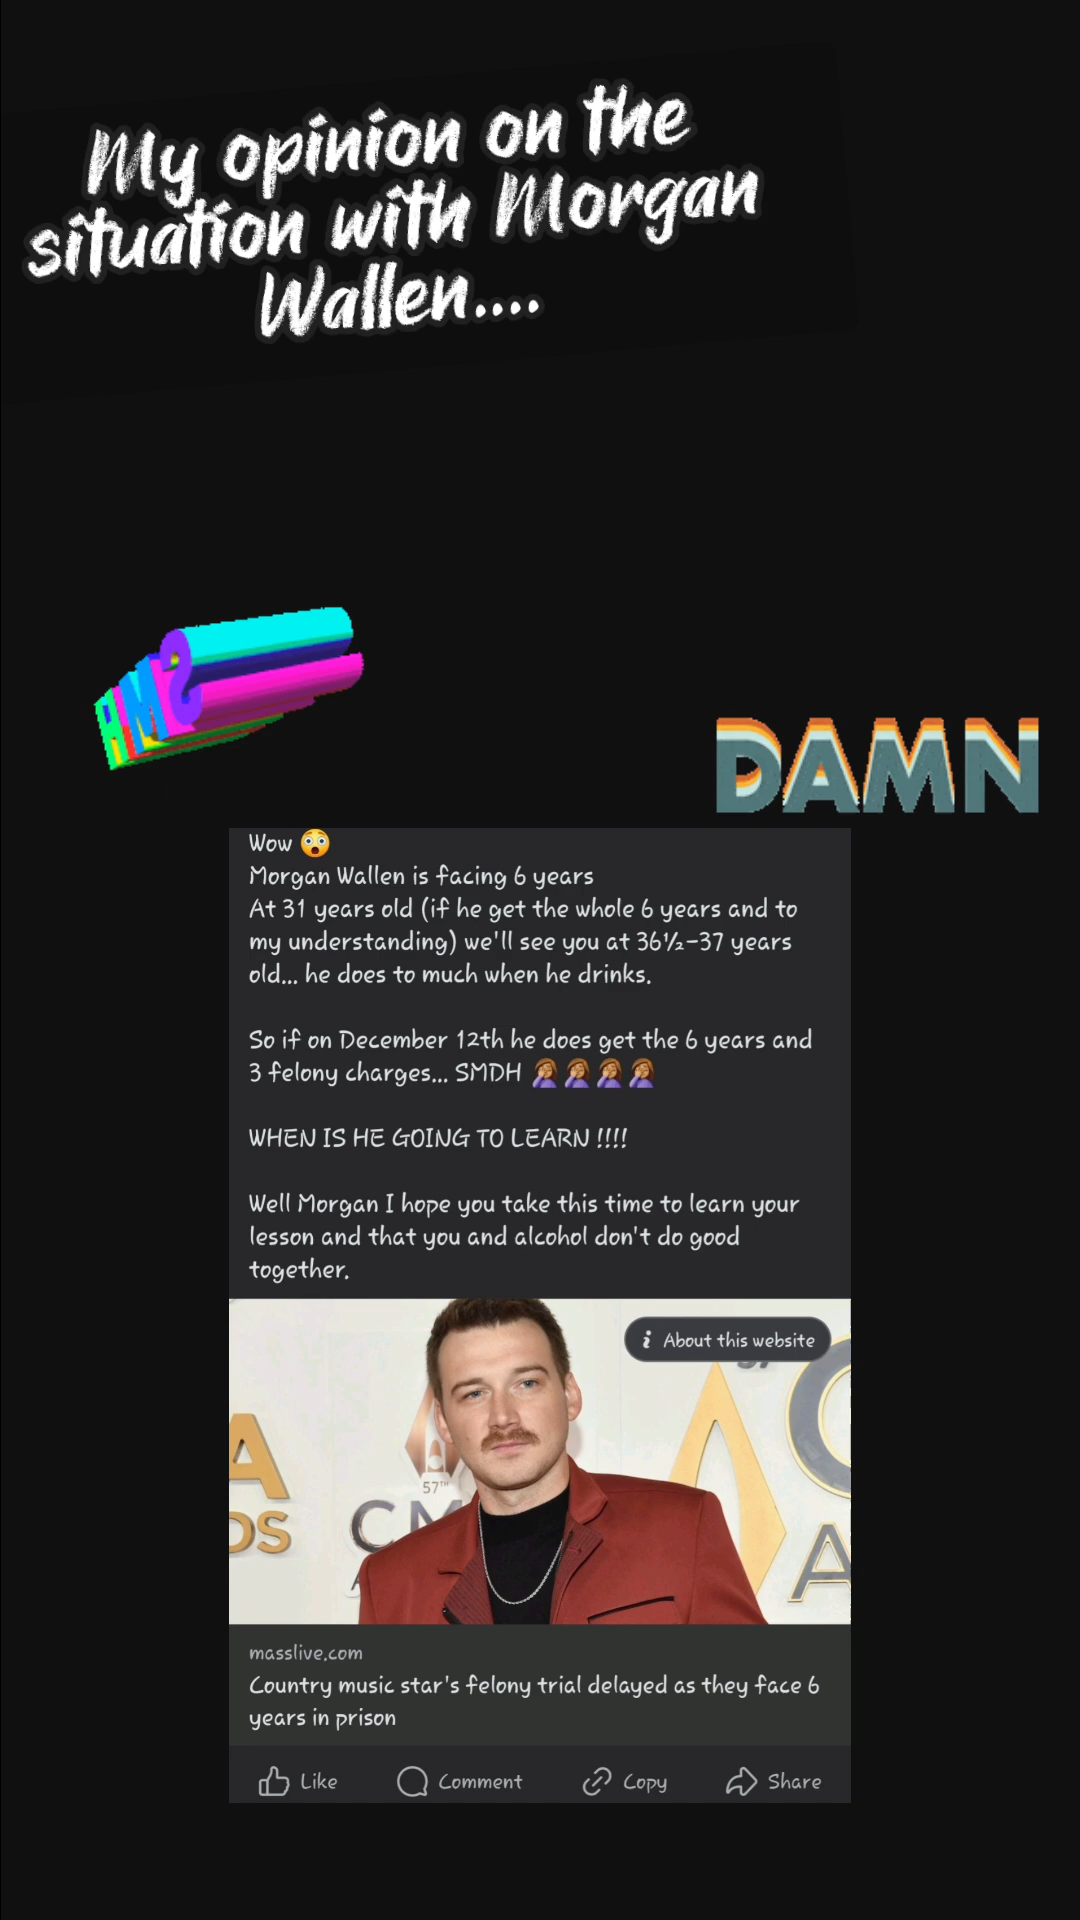 My opinion on the
situation with Morgan
Wallen....
SMH
DAMN
Wow 😲
Morgan Wallen is facing 6 years
At 31 years old (if he get the whole 6 years and to
my understanding) we'll see you at 36½-37 years
old... he does to much when he drinks.
So if on December 12th he does get the 6 years and
3 felony charges... SMDH 🤦🏾‍♀️🤦🏾‍♀️🤦🏾‍♀️🤦🏾‍♀️
WHEN IS HE GOING TO LEARN !!!!
Well Morgan I hope you take this time to learn your
lesson and that you and alcohol don't do good
together.
i About this website
57TH
CM
A
DS
A
masslive.com
Country music star's felony trial delayed as they face 6
years in prison
Like Comment Copy Share